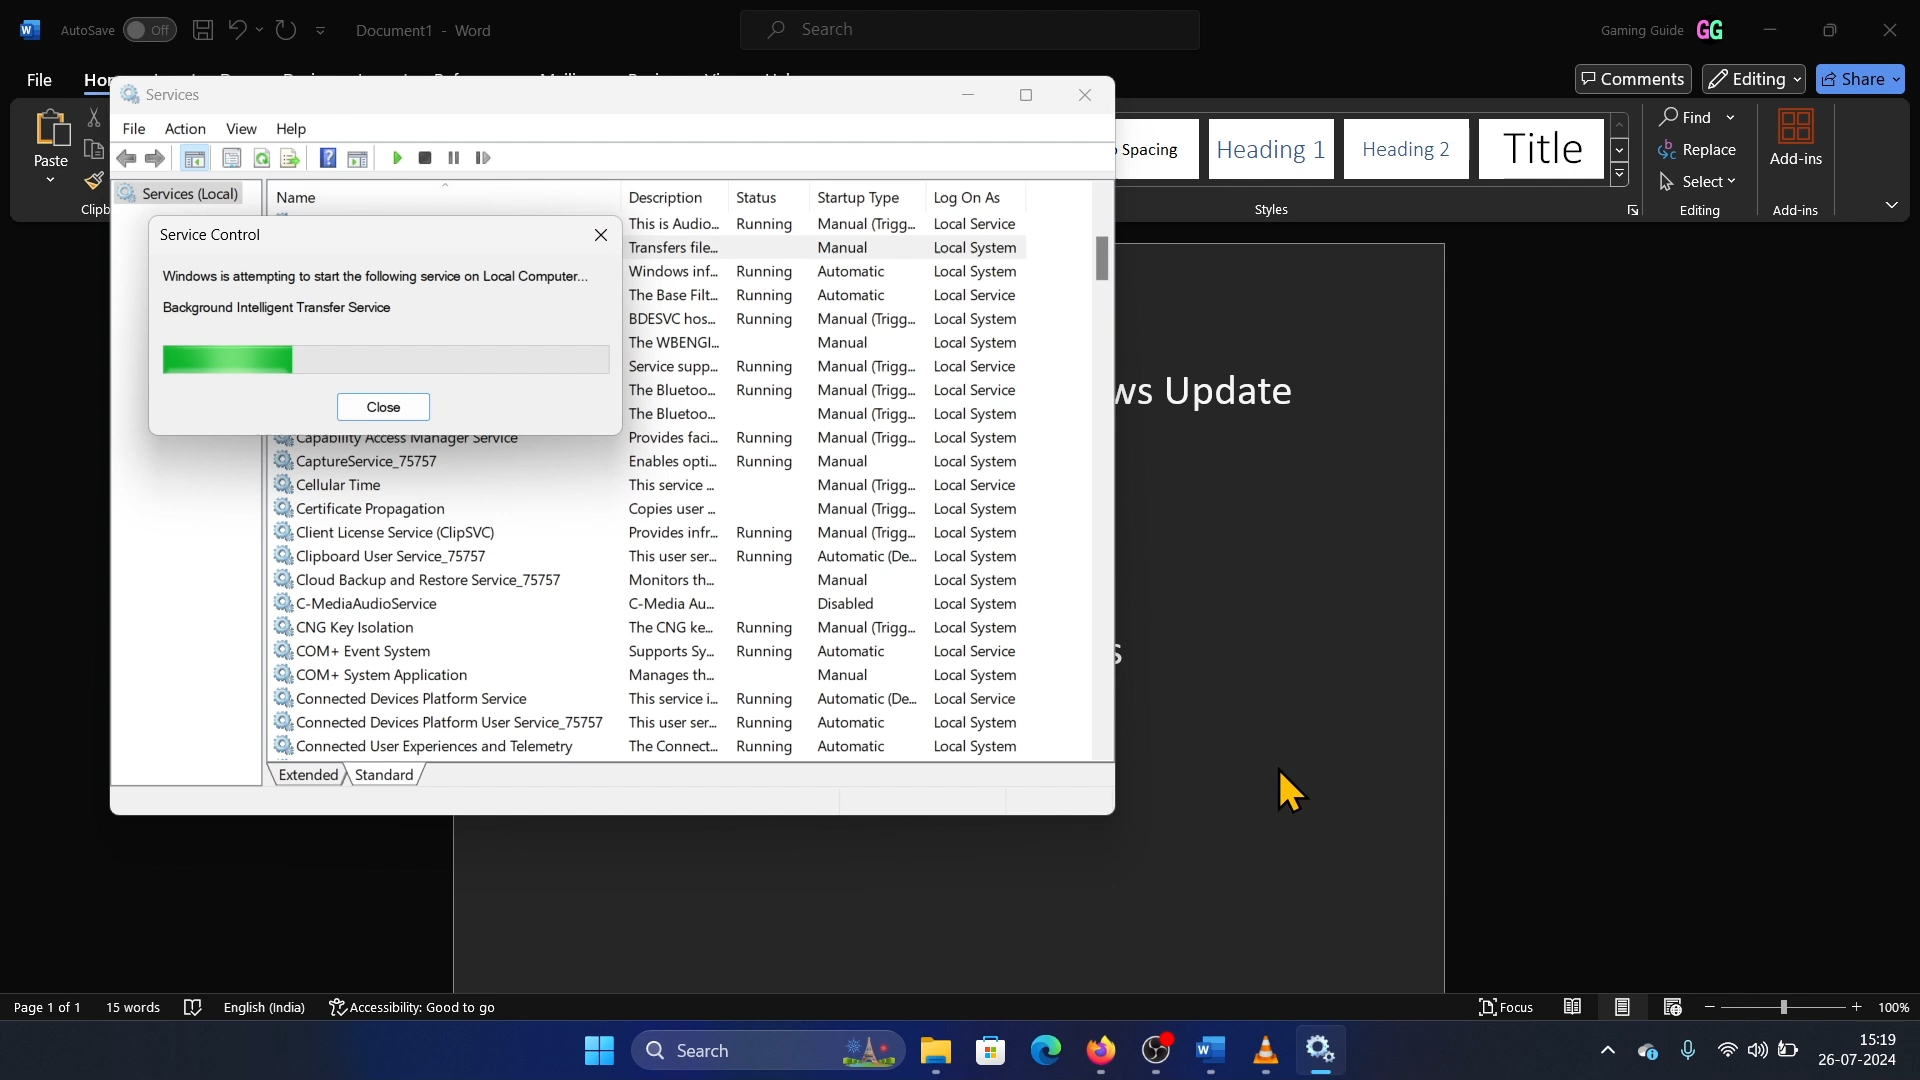 AutoSave Off Document1 - Word Search Gaming Guide GG
File
Comments Editing Share
Services
File Action View Help
Paste
Spacing Heading 1 Heading 2 Title
Find
Replace
Select
Add-ins
Styles Editing Add-ins
Services (Local)
Name Description Status Startup Type Log On As
This is Audio... Running Manual (Trigg... Local Service
Transfers file... Manual Local System
Windows inf... Running Automatic Local System
The Base Filt... Running Automatic Local Service
BDESVC hos... Running Manual (Trigg... Local System
The WBENGI... Manual Local System
Service supp... Running Manual (Trigg... Local Service
The Bluetoo... Running Manual (Trigg... Local Service
The Bluetoo... Manual (Trigg... Local System
Capability Access Manager Service Provides faci... Running Manual (Trigg... Local System
CaptureService_75757 Enables opti... Running Manual Local System
Cellular Time This service ... Manual (Trigg... Local Service
Certificate Propagation Copies user ... Manual (Trigg... Local System
Client License Service (ClipSVC) Provides infr... Running Manual (Trigg... Local System
Clipboard User Service_75757 This user ser... Running Automatic (De... Local System
Cloud Backup and Restore Service_75757 Monitors th... Manual Local System
C-MediaAudioService C-Media Au... Disabled Local System
CNG Key Isolation The CNG ke... Running Manual (Trigg... Local System
COM+ Event System Supports Sy... Running Automatic Local Service
COM+ System Application Manages th... Manual Local System
Connected Devices Platform Service This service i... Running Automatic (De... Local Service
Connected Devices Platform User Service_75757 This user ser... Running Automatic Local System
Connected User Experiences and Telemetry The Connect... Running Automatic Local System
Extended Standard
Service Control
Windows is attempting to start the following service on Local Computer...
Background Intelligent Transfer Service
Close
ws Update
s
Page 1 of 1 15 words English (India) Accessibility: Good to go Focus 100%
Search
15:19
26-07-2024